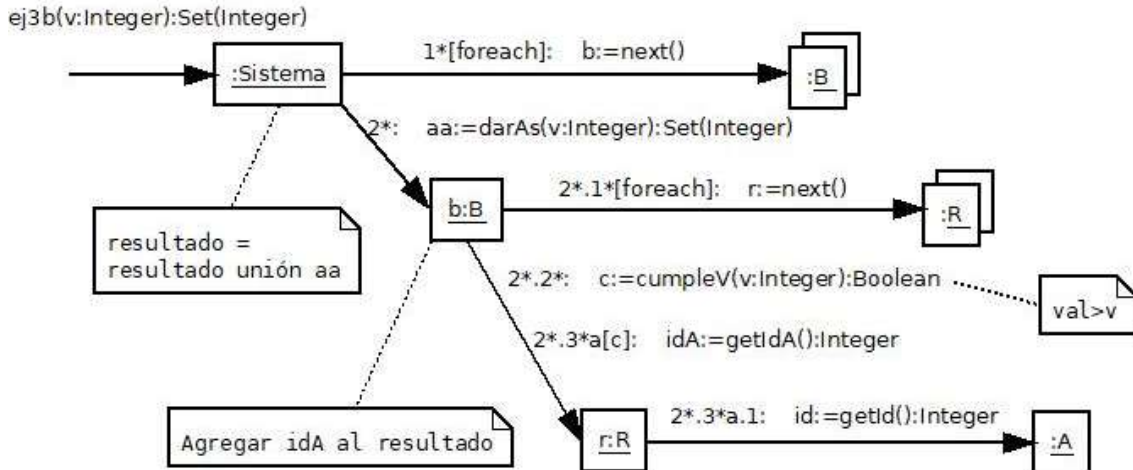 ej3b(v:Integer):Set(Integer)
1*[foreach]: b:=next()
:Sistema
:B
2*: aa:=darAs(v:Integer):Set(Integer)
2*.1*[foreach]: r:=next()
b:B
:R
resultado =
resultado unión aa
2*.2*: c:=cumpleV(v:Integer):Boolean
val>v
2*.3*a[c]: idA:=getIdA():Integer
2*.3*a.1: id:=getId():Integer
Agregar idA al resultado
r:R
:A